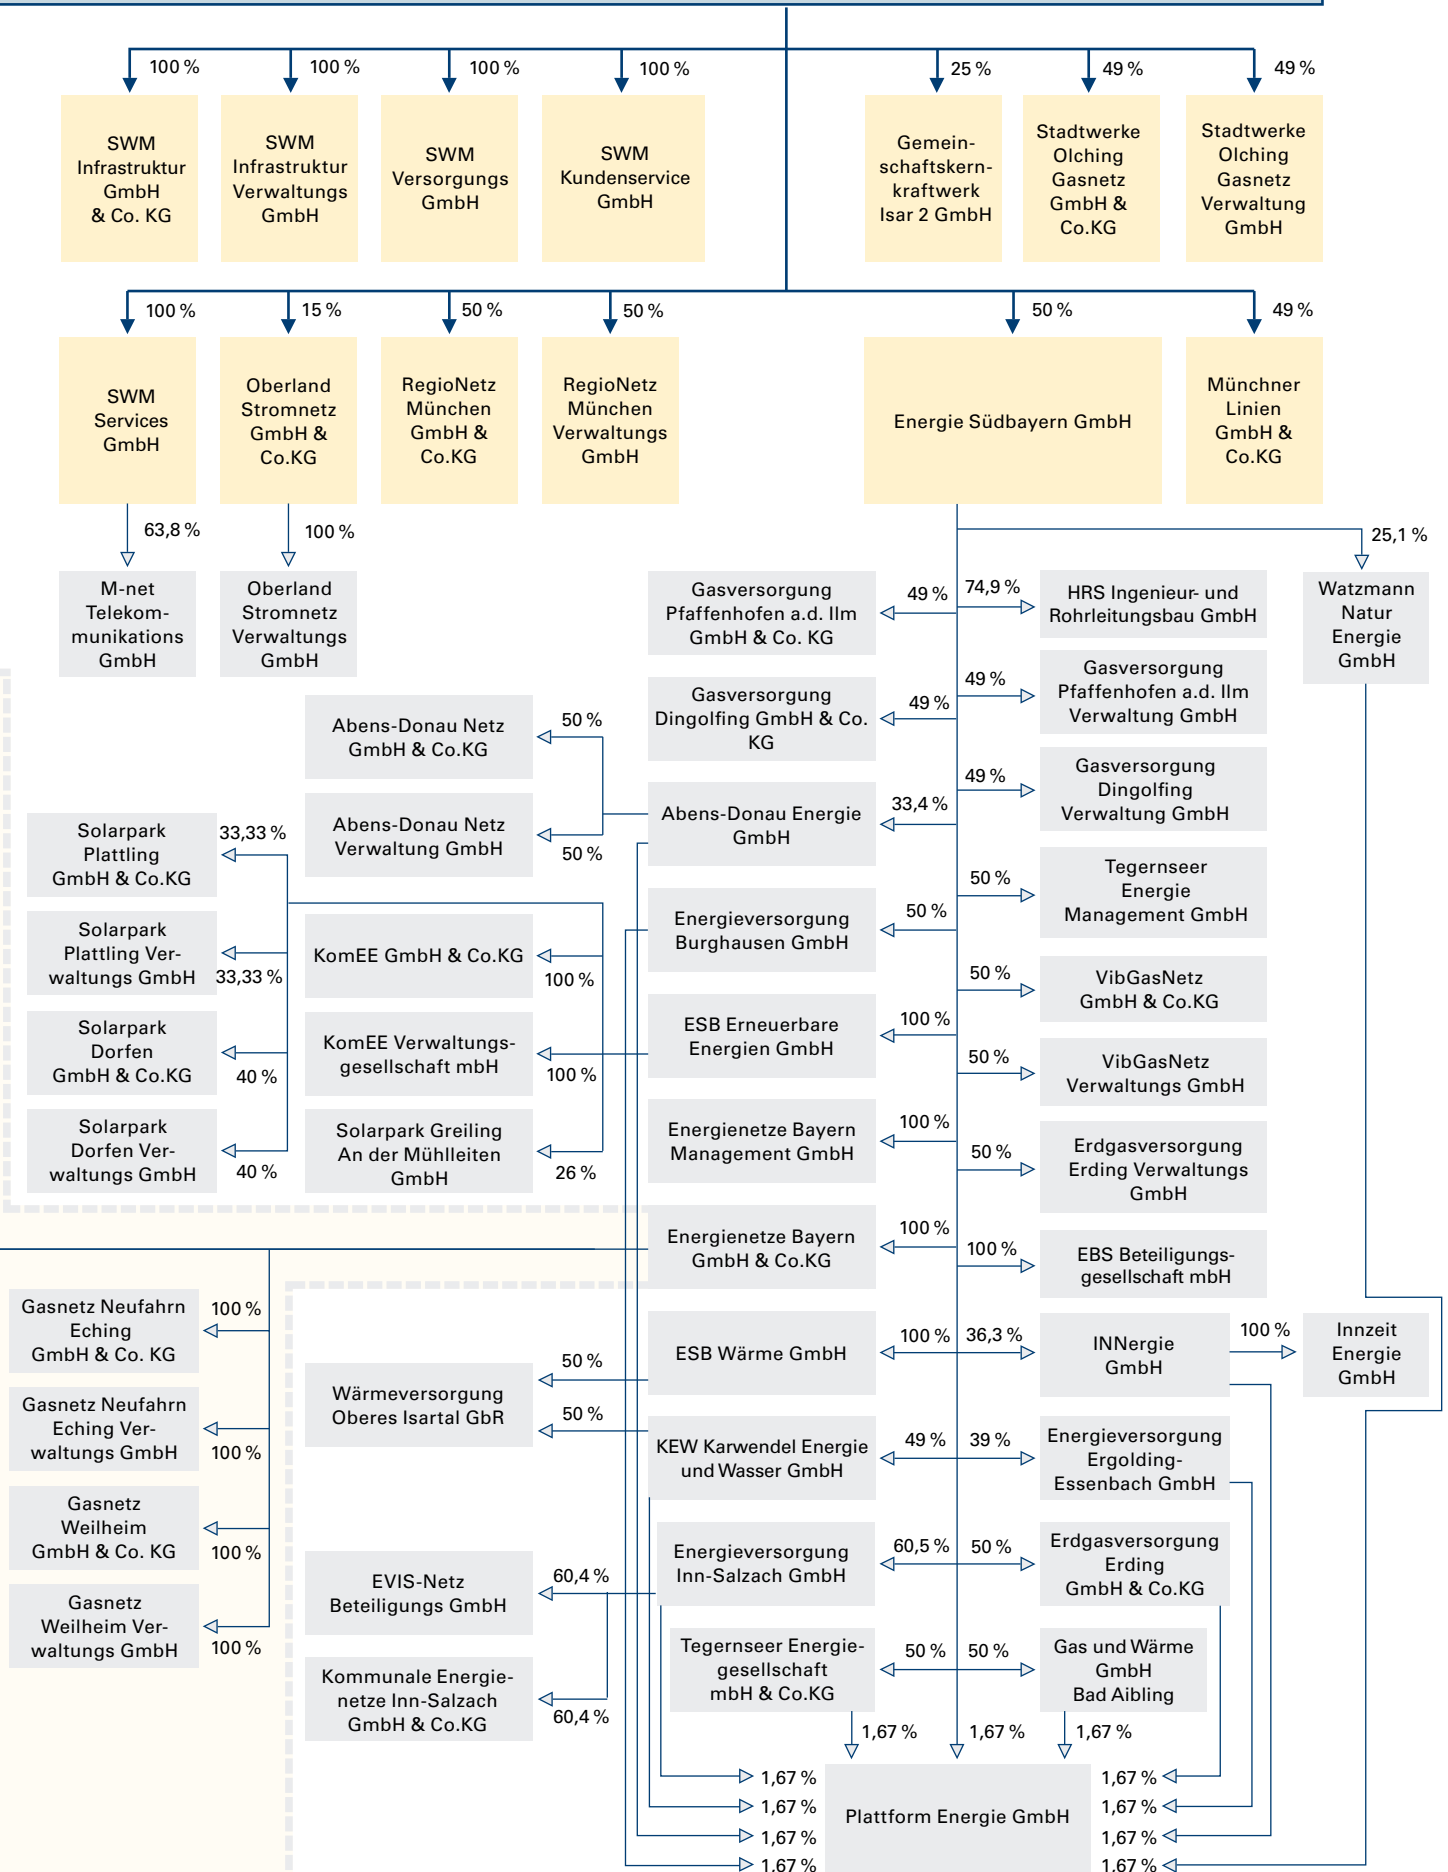 100 %
100 %
100 %
100 %
25 %
49 %
49 %
SWM
Infrastruktur
GmbH
& Co. KG
SWM
Infrastruktur
Verwaltungs
GmbH
SWM
Versorgungs
GmbH
SWM
Kundenservice
GmbH
Gemein-
schaftskern-
kraftwerk
Isar 2 GmbH
Stadtwerke
Olching
Gasnetz
GmbH &
Co.KG
Stadtwerke
Olching
Gasnetz
Verwaltung
GmbH
100 %
15 %
50 %
50 %
50 %
49 %
SWM
Services
GmbH
Oberland
Stromnetz
GmbH &
Co.KG
RegioNetz
München
GmbH &
Co.KG
RegioNetz
München
Verwaltungs
GmbH
Energie Südbayern GmbH
Münchner
Linien
GmbH &
Co.KG
63,8 %
100 %
25,1 %
M-net
Telekom-
munikations
GmbH
Oberland
Stromnetz
Verwaltungs
GmbH
Gasversorgung
Pfaffenhofen a.d. Ilm
GmbH & Co. KG
49 %
74,9 %
HRS Ingenieur- und
Rohrleitungsbau GmbH
Watzmann
Natur
Energie
GmbH
Gasversorgung
Dingolfing GmbH & Co.
KG
49 %
49 %
Gasversorgung
Pfaffenhofen a.d. Ilm
Verwaltung GmbH
Abens-Donau Netz
GmbH & Co.KG
50 %
Abens-Donau Netz
Verwaltung GmbH
50 %
Abens-Donau Energie
GmbH
33,4 %
49 %
Gasversorgung
Dingolfing
Verwaltung GmbH
Solarpark
Plattling
GmbH & Co.KG
33,33 %
Solarpark
Plattling Ver-
waltungs GmbH
33,33 %
Solarpark
Dorfen
GmbH & Co.KG
40 %
Solarpark
Dorfen Ver-
waltungs GmbH
40 %
KomEE GmbH & Co.KG
100 %
KomEE Verwaltungs-
gesellschaft mbH
100 %
Solarpark Greiling
An der Mühlleiten
GmbH
26 %
Energieversorgung
Burghausen GmbH
50 %
50 %
Tegernseer
Energie
Management GmbH
ESB Erneuerbare
Energien GmbH
100 %
50 %
VibGasNetz
GmbH & Co.KG
50 %
VibGasNetz
Verwaltungs GmbH
Energienetze Bayern
Management GmbH
100 %
50 %
Erdgasversorgung
Erding Verwaltungs
GmbH
Energienetze Bayern
GmbH & Co.KG
100 %
100 %
EBS Beteiligungs-
gesellschaft mbH
Gasnetz Neufahrn
Eching
GmbH & Co. KG
100 %
Gasnetz Neufahrn
Eching Ver-
waltungs GmbH
100 %
Gasnetz
Weilheim
GmbH & Co. KG
100 %
Gasnetz
Weilheim Ver-
waltungs GmbH
100 %
ESB Wärme GmbH
100 %
36,3 %
INNergie
GmbH
100 %
Innzeit
Energie
GmbH
Wärmeversorgung
Oberes Isartal GbR
50 %
50 %
KEW Karwendel Energie
und Wasser GmbH
49 %
39 %
Energieversorgung
Ergolding-
Essenbach GmbH
EVIS-Netz
Beteiligungs GmbH
60,4 %
Energieversorgung
Inn-Salzach GmbH
60,5 %
50 %
Erdgasversorgung
Erding
GmbH & Co.KG
Kommunale Energie-
netze Inn-Salzach
GmbH & Co.KG
60,4 %
Tegernseer Energie-
gesellschaft
mbH & Co.KG
50 %
50 %
Gas und Wärme
GmbH
Bad Aibling
1,67 %
1,67 %
1,67 %
1,67 %
1,67 %
1,67 %
1,67 %
Plattform Energie GmbH
1,67 %
1,67 %
1,67 %
1,67 %